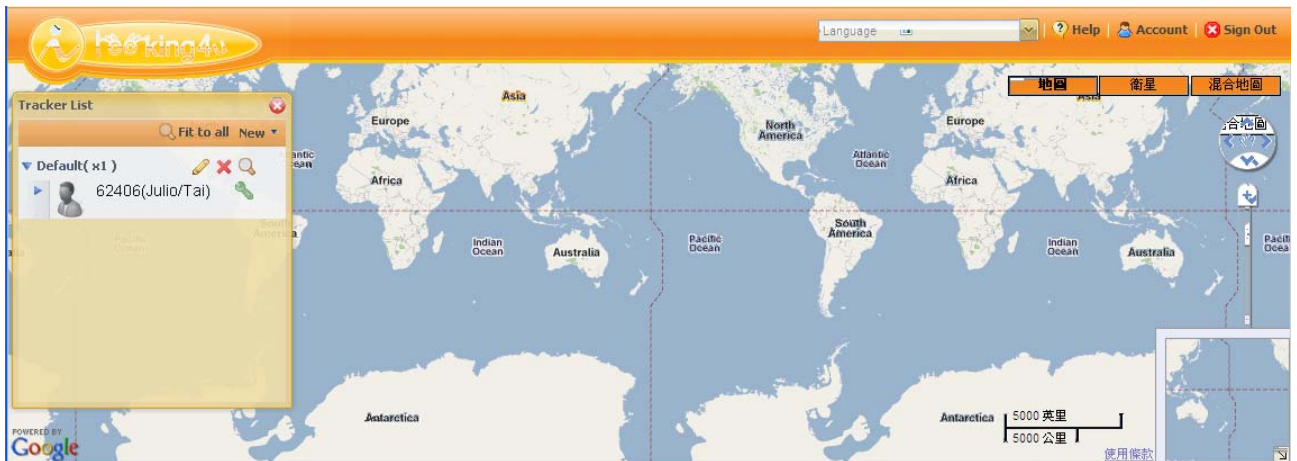 Language
Help
Account
Sign Out
Tracker List
Fit to all New
Default( x1 )
62406(Julio/Tai)
地圖
衛星
混合地圖
合地圖
Asia
Europe
North America
Atlantic Ocean
Europe
Africa
Africa
South America
Pacific Ocean
Indian Ocean
Australia
Indian Ocean
Australia
Antarctica
Antarctica
5000 英里
5000 公里
使用條款
POWERED BY
Google